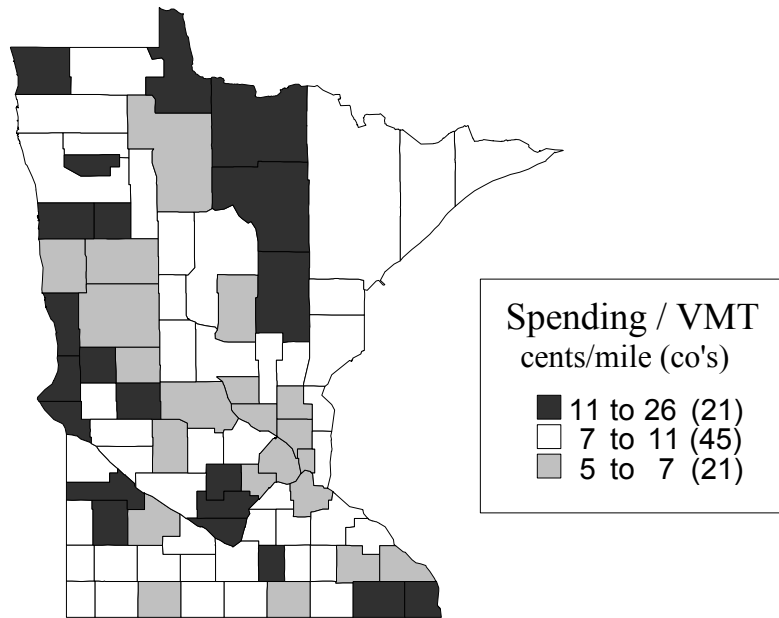 Spending / VMT
cents/mile (co's)
11 to 26 (21)
7 to 11 (45)
5 to 7 (21)